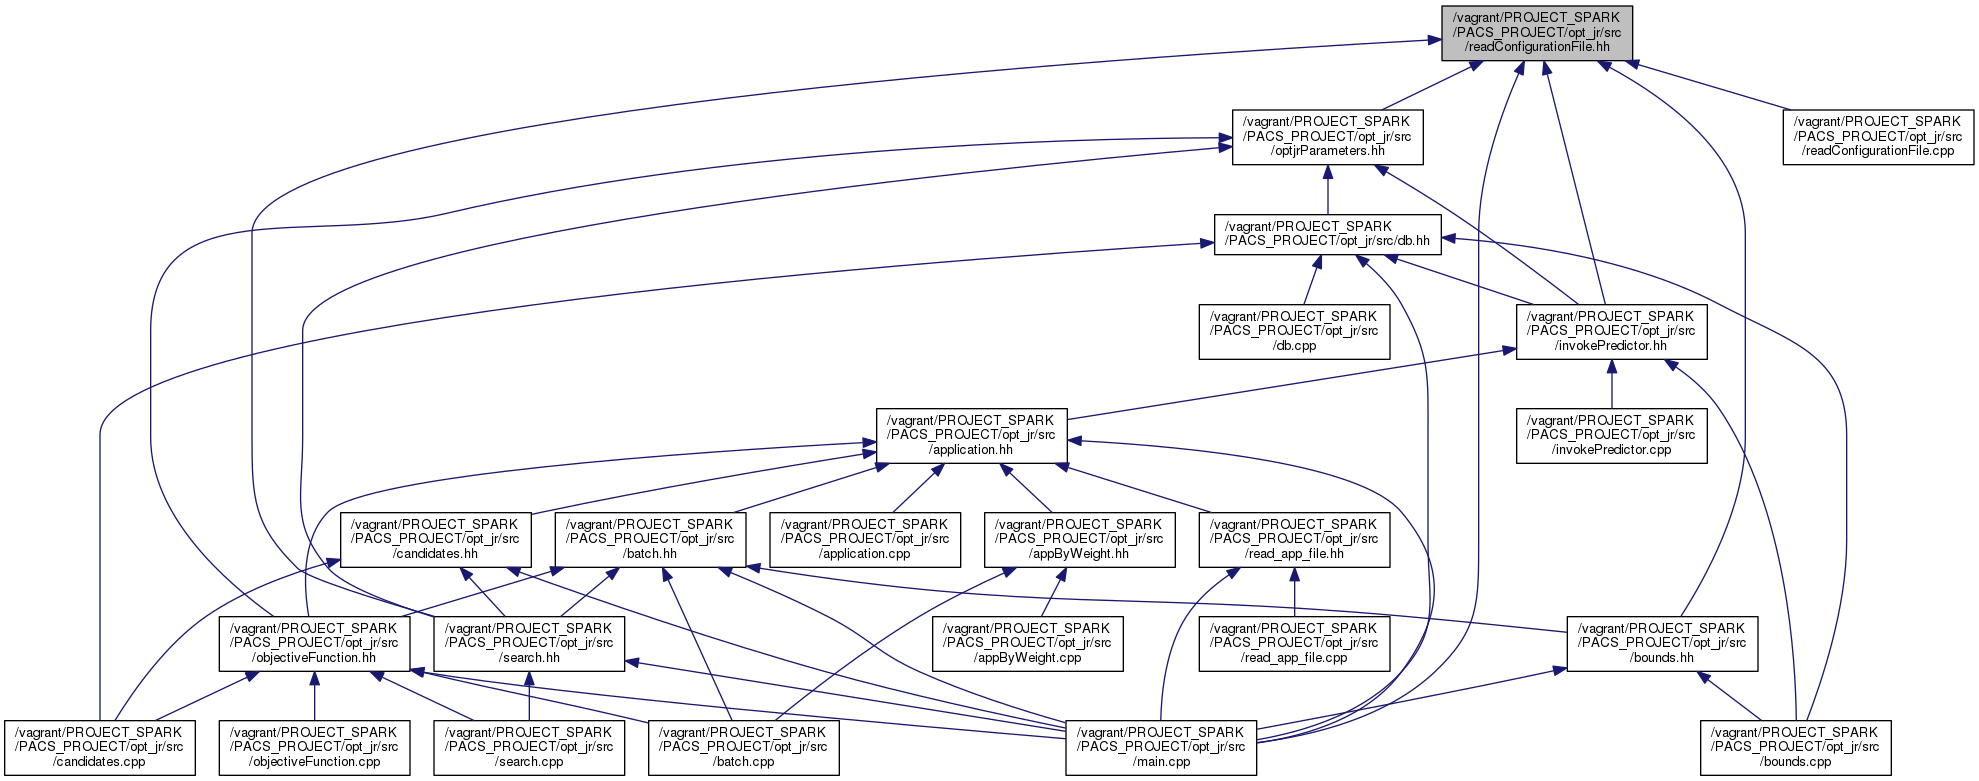 /vagrant/PROJECT_SPARK
/PACS_PROJECT/opt_jr/src
/readConfigurationFile.hh
/vagrant/PROJECT_SPARK
/PACS_PROJECT/opt_jr/src
/optjrParameters.hh
/vagrant/PROJECT_SPARK
/PACS_PROJECT/opt_jr/src
/readConfigurationFile.cpp
/vagrant/PROJECT_SPARK
/PACS_PROJECT/opt_jr/src/db.hh
/vagrant/PROJECT_SPARK
/PACS_PROJECT/opt_jr/src
/db.cpp
/vagrant/PROJECT_SPARK
/PACS_PROJECT/opt_jr/src
/invokePredictor.hh
/vagrant/PROJECT_SPARK
/PACS_PROJECT/opt_jr/src
/application.hh
/vagrant/PROJECT_SPARK
/PACS_PROJECT/opt_jr/src
/invokePredictor.cpp
/vagrant/PROJECT_SPARK
/PACS_PROJECT/opt_jr/src
/candidates.hh
/vagrant/PROJECT_SPARK
/PACS_PROJECT/opt_jr/src
/batch.hh
/vagrant/PROJECT_SPARK
/PACS_PROJECT/opt_jr/src
/application.cpp
/vagrant/PROJECT_SPARK
/PACS_PROJECT/opt_jr/src
/appByWeight.hh
/vagrant/PROJECT_SPARK
/PACS_PROJECT/opt_jr/src
/read_app_file.hh
/vagrant/PROJECT_SPARK
/PACS_PROJECT/opt_jr/src
/objectiveFunction.hh
/vagrant/PROJECT_SPARK
/PACS_PROJECT/opt_jr/src
/search.hh
/vagrant/PROJECT_SPARK
/PACS_PROJECT/opt_jr/src
/appByWeight.cpp
/vagrant/PROJECT_SPARK
/PACS_PROJECT/opt_jr/src
/read_app_file.cpp
/vagrant/PROJECT_SPARK
/PACS_PROJECT/opt_jr/src
/bounds.hh
/vagrant/PROJECT_SPARK
/PACS_PROJECT/opt_jr/src
/candidates.cpp
/vagrant/PROJECT_SPARK
/PACS_PROJECT/opt_jr/src
/objectiveFunction.cpp
/vagrant/PROJECT_SPARK
/PACS_PROJECT/opt_jr/src
/search.cpp
/vagrant/PROJECT_SPARK
/PACS_PROJECT/opt_jr/src
/batch.cpp
/vagrant/PROJECT_SPARK
/PACS_PROJECT/opt_jr/src
/main.cpp
/vagrant/PROJECT_SPARK
/PACS_PROJECT/opt_jr/src
/bounds.cpp